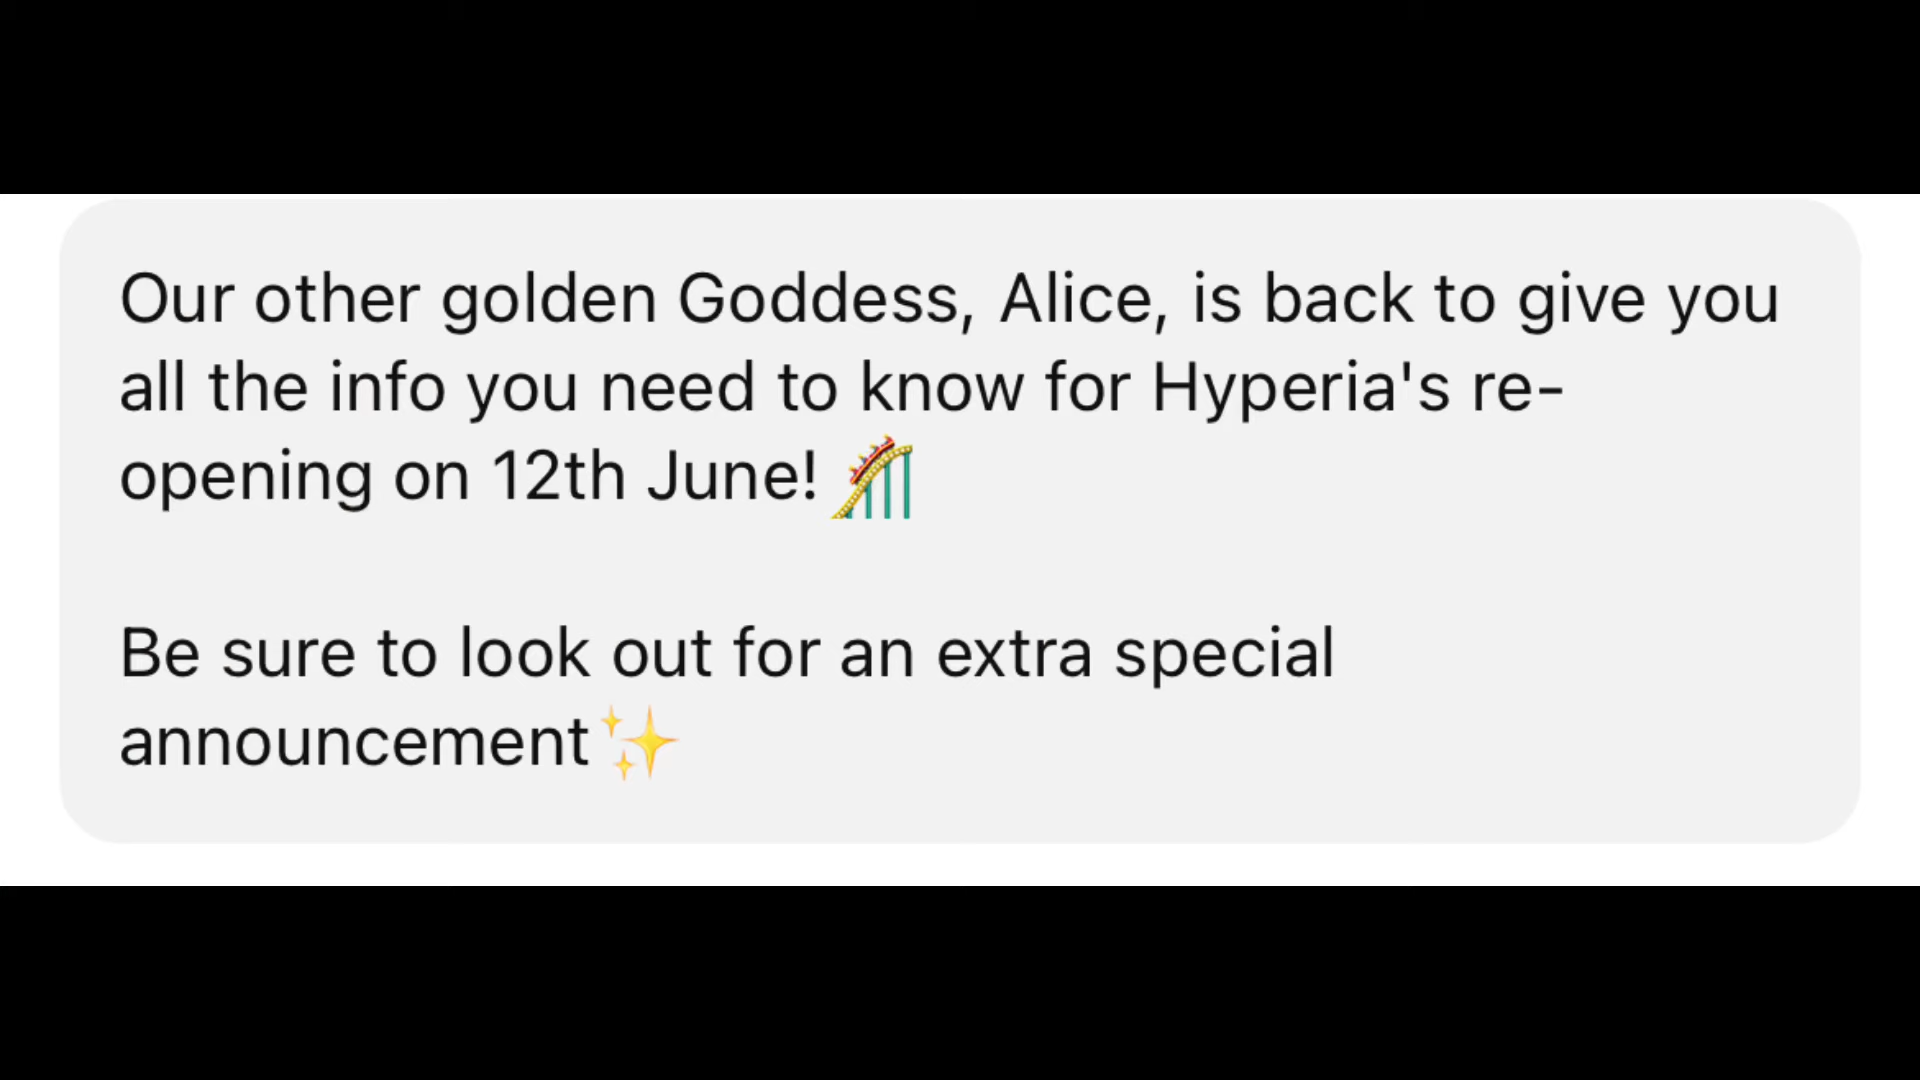 Our other golden Goddess, Alice, is back to give you
all the info you need to know for Hyperia's re-
opening on 12th June! 🎢
Be sure to look out for an extra special
announcement✨